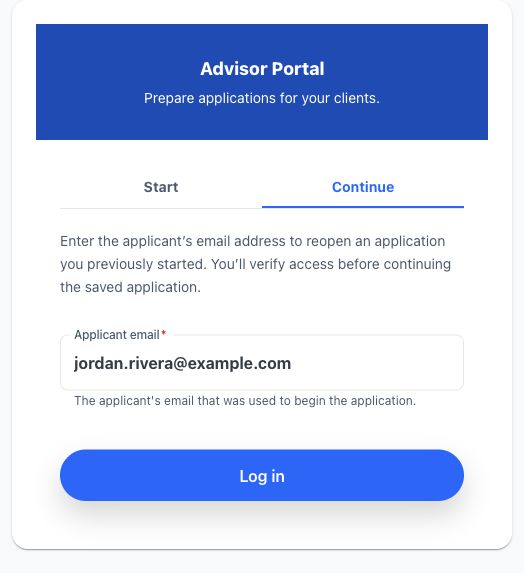 Advisor Portal
Prepare applications for your clients.
Start
Continue
Enter the applicant’s email address to reopen an application
you previously started. You’ll verify access before continuing
the saved application.
Applicant email*
jordan.rivera@example.com
The applicant's email that was used to begin the application.
Log in